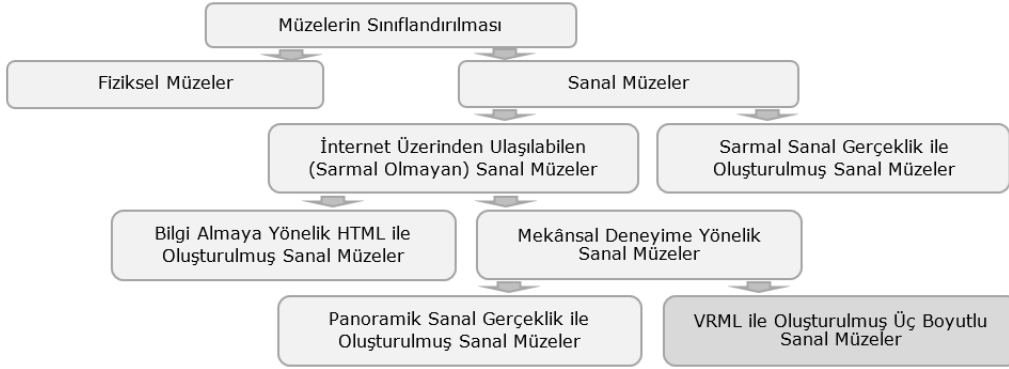 Müzelerin Sınıflandırılması
Fiziksel Müzeler
Sanal Müzeler
İnternet Üzerinden Ulaşılabilen
(Sarmal Olmayan) Sanal Müzeler
Sarmal Sanal Gerçeklik ile
Oluşturulmuş Sanal Müzeler
Bilgi Almaya Yönelik HTML ile
Oluşturulmuş Sanal Müzeler
Mekânsal Deneyime Yönelik
Sanal Müzeler
Panoramik Sanal Gerçeklik ile
Oluşturulmuş Sanal Müzeler
VRML ile Oluşturulmuş Üç Boyutlu
Sanal Müzeler